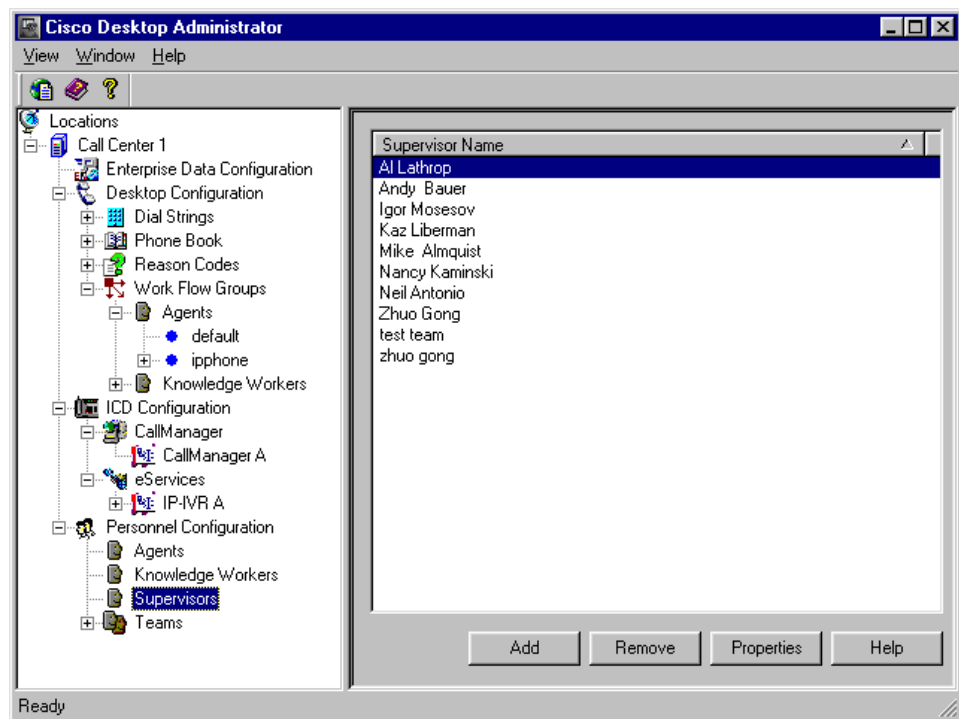 Cisco Desktop Administrator
View Window Help
Locations
Call Center 1
Enterprise Data Configuration
Desktop Configuration
Dial Strings
Phone Book
Reason Codes
Work Flow Groups
Agents
default
ipphone
Knowledge Workers
ICD Configuration
CallManager
CallManager A
eServices
IP-IVR A
Personnel Configuration
Agents
Knowledge Workers
Supervisors
Teams
Supervisor Name
Al Lathrop
Andy Bauer
Igor Mosesov
Kaz Liberman
Mike Almquist
Nancy Kaminski
Neil Antonio
Zhuo Gong
test team
zhuo gong
Add Remove Properties Help
Ready